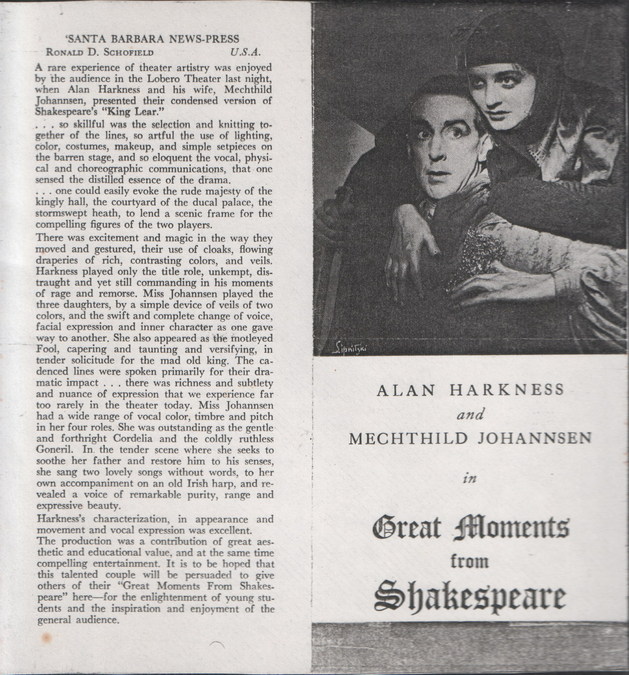 'SANTA BARBARA NEWS-PRESS
RONALD D. SCHOFIELD U.S.A.
A rare experience of theater artistry was enjoyed
by the audience in the Lobero Theater last night,
when Alan Harkness and his wife, Mechthild
Johannsen, presented their condensed version of
Shakespeare's "King Lear."
. . . so skillful was the selection and knitting to-
gether of the lines, so artful the use of lighting,
color, costumes, makeup, and simple setpieces on
the barren stage, and so eloquent the vocal, physi-
cal and choreographic communications, that one
sensed the distilled essence of the drama.
. . . one could easily evoke the rude majesty of the
kingly hall, the courtyard of the ducal palace, the
stormswept heath, to lend a scenic frame for the
compelling figures of the two players.
There was excitement and magic in the way they
moved and gestured, their use of cloaks, flowing
draperies of rich, contrasting colors, and veils.
Harkness played only the title role, unkempt, dis-
traught and yet still commanding in his moments
of rage and remorse. Miss Johannsen played the
three daughters, by a simple device of veils of two
colors, and the swift and complete change of voice,
facial expression and inner character as one gave
way to another. She also appeared as the motleyed
Fool, capering and taunting and versifying, in
tender solicitude for the mad old king. The ca-
denced lines were spoken primarily for their dra-
matic impact . . . there was richness and subtlety
and nuance of expression that we experience far
too rarely in the theater today. Miss Johannsen
had a wide range of vocal color, timbre and pitch
in her four roles. She was outstanding as the gentle
and forthright Cordelia and the coldly ruthless
Goneril. In the tender scene where she seeks to
soothe her father and restore him to his senses,
she sang two lovely songs without words, to her
own accompaniment on an old Irish harp, and re-
vealed a voice of remarkable purity, range and
expressive beauty.
Harkness's characterization, in appearance and
movement and vocal expression was excellent.
The production was a contribution of great aes-
thetic and educational value, and at the same time
compelling entertainment. It is to be hoped that
this talented couple will be persuaded to give
others of their "Great Moments From Shakes-
peare" here—for the enlightenment of young stu-
dents and the inspiration and enjoyment of the
general audience.
Lipnitzki
ALAN HARKNESS
and
MECHTHILD JOHANNSEN
in
Great Moments
from
Shakespeare